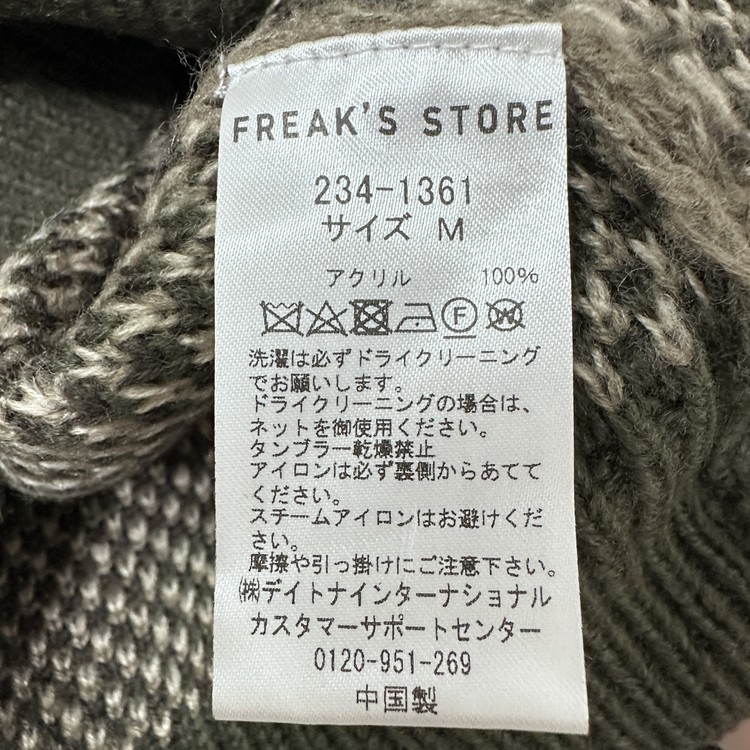 FREAK'S STORE
234-1361
サイズ M
アクリル 100%
F W
洗濯は必ずドライクリーニング
でお願いします。
ドライクリーニングの場合は、
ネットを御使用ください。
タンブラー乾燥禁止
アイロンは必ず裏側からあてて
ください。
スチームアイロンはお避けくだ
さい。
摩擦や引っ掛けにご注意下さい。
㈱デイトナインターナショナル
カスタマーサポートセンター
0120-951-269
中国製